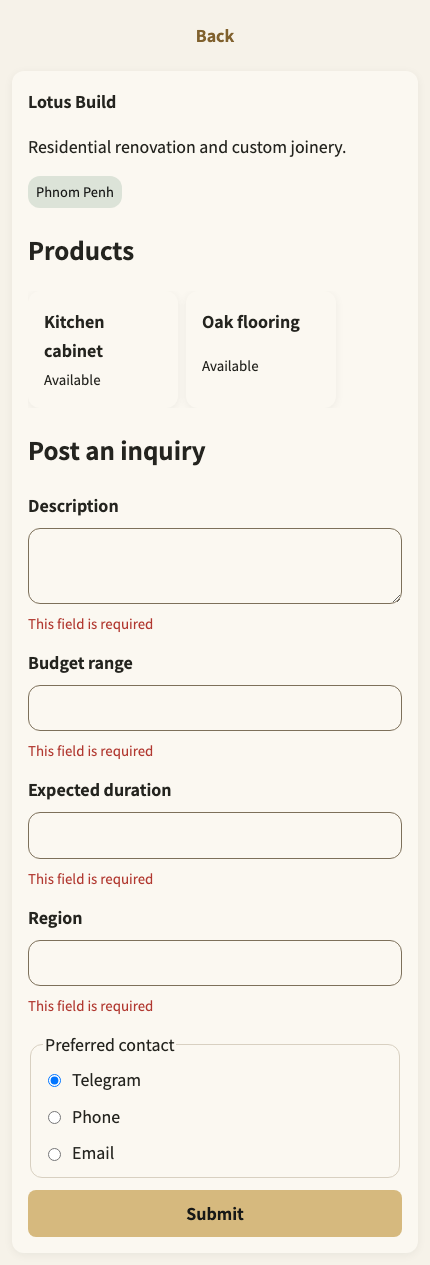 Back
Lotus Build
Residential renovation and custom joinery.
Phnom Penh
Products
Kitchen
cabinet
Available
Oak flooring
Available
Post an inquiry
Description
This field is required
Budget range
This field is required
Expected duration
This field is required
Region
This field is required
Preferred contact
Telegram
Phone
Email
Submit